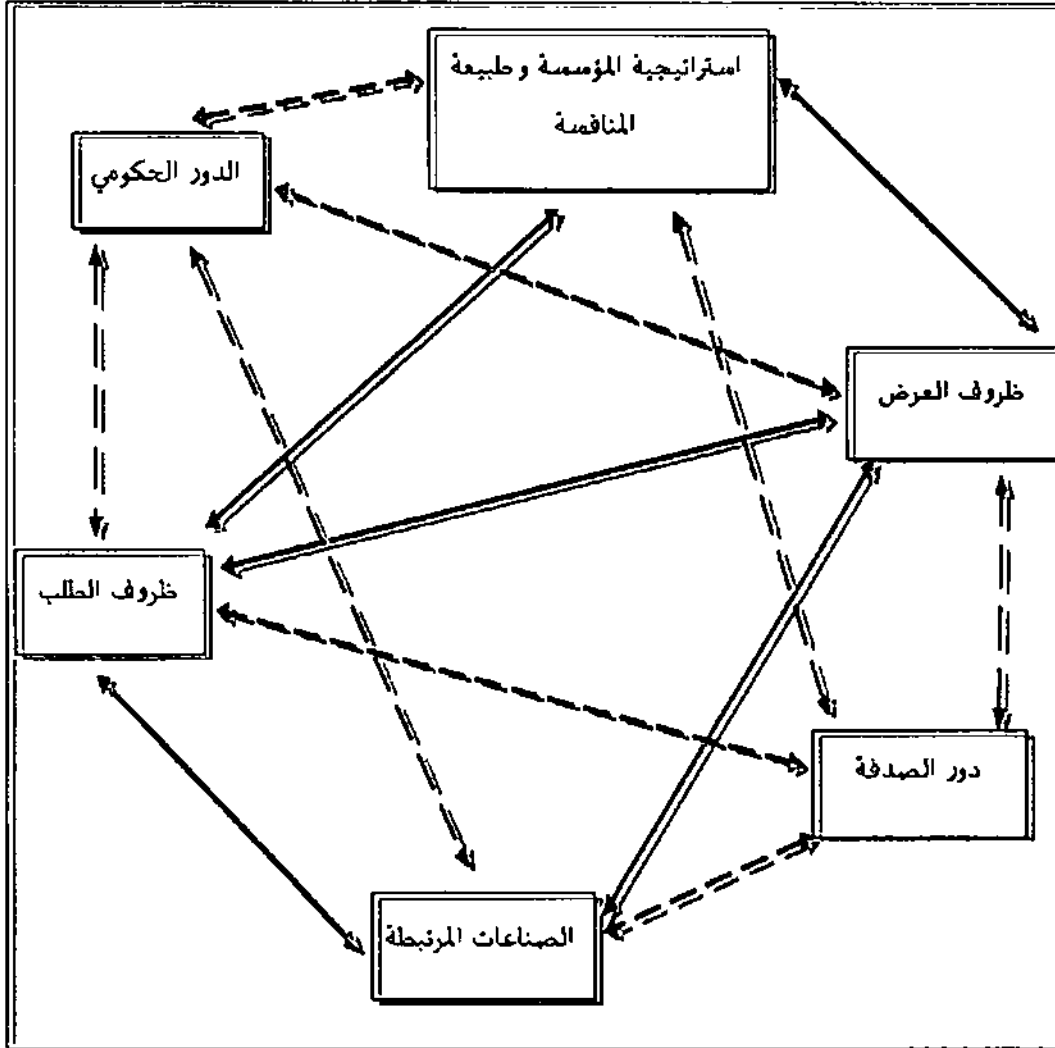 استراتيجية المؤسسة وطبيعة
المنافسة
الدور الحكومي
ظروف العرض
ظروف الطلب
دور الصدفة
الصناعات المرتبطة